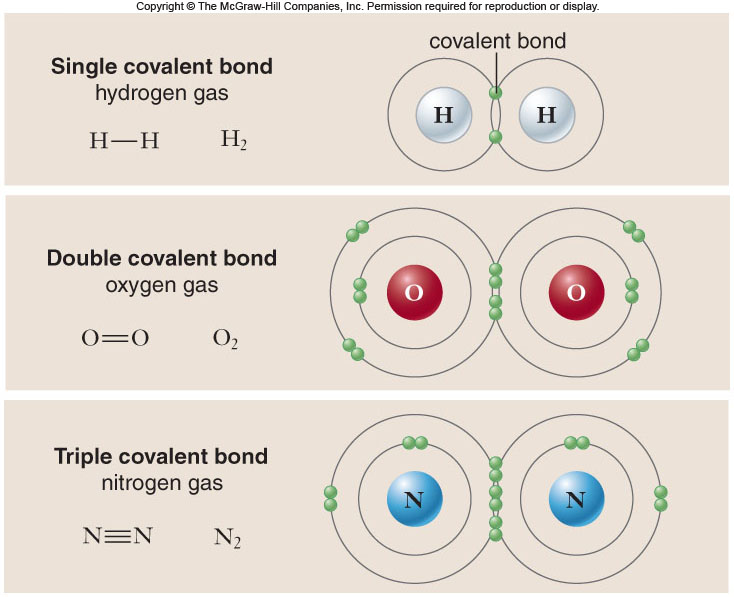 Copyright © The McGraw-Hill Companies, Inc. Permission required for reproduction or display.
covalent bond
Single covalent bond
hydrogen gas
H—H H₂
H H
Double covalent bond
oxygen gas
O=O O₂
O O
Triple covalent bond
nitrogen gas
N≡N N₂
N N